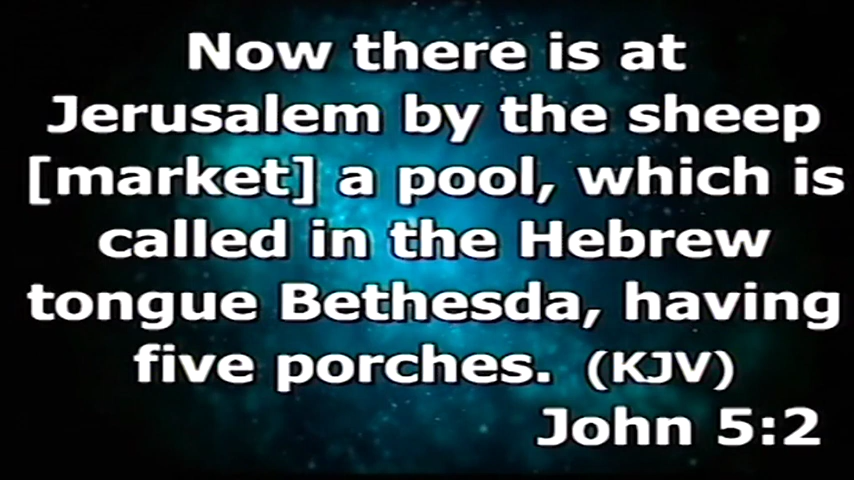 Now there is at
Jerusalem by the sheep
[market] a pool, which is
called in the Hebrew
tongue Bethesda, having
five porches. (KJV)
John 5:2